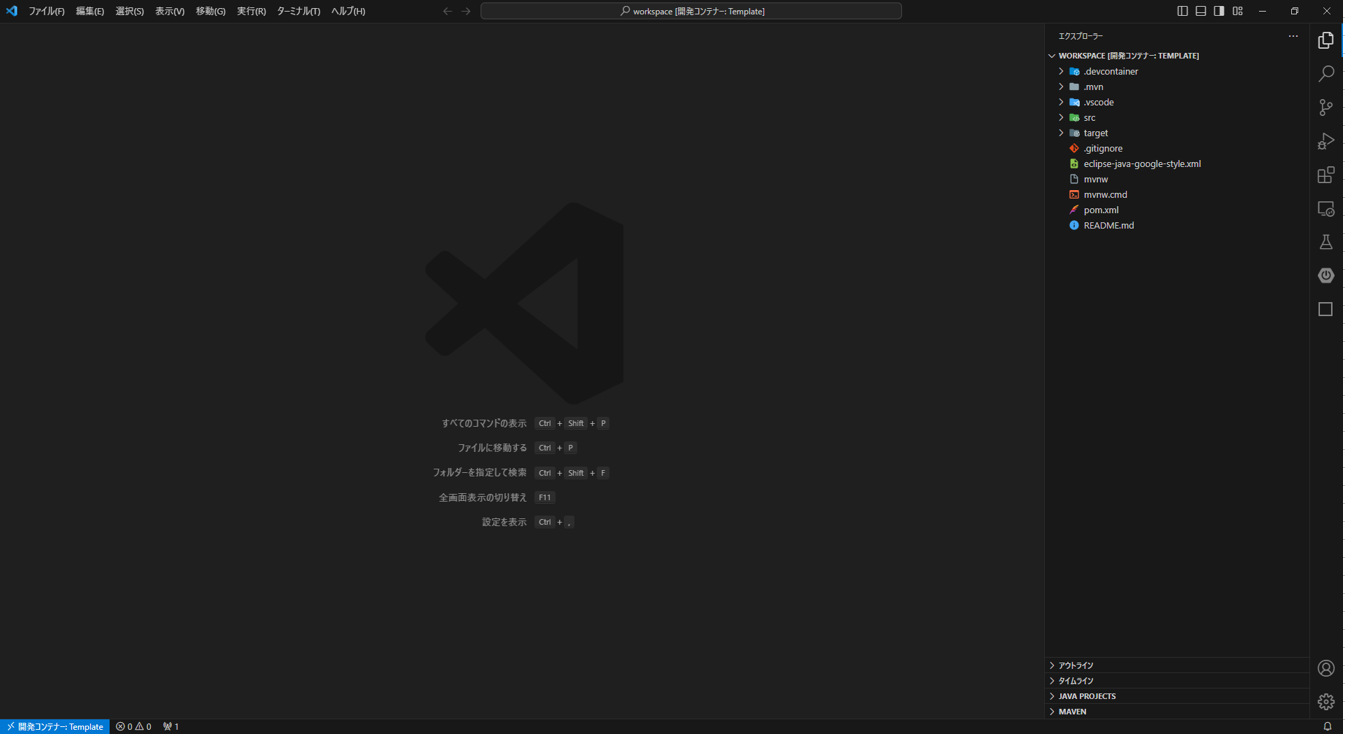 ファイル(F) 編集(E) 選択(S) 表示(V) 移動(G) 実行(R) ターミナル(T) ヘルプ(H) workspace [開発コンテナー: Template]
エクスプローラー
WORKSPACE [開発コンテナー: TEMPLATE]
.devcontainer
.mvn
.vscode
src
target
.gitignore
eclipse-java-google-style.xml
mvnw
mvnw.cmd
pom.xml
README.md
すべてのコマンドの表示 Ctrl + Shift + P
ファイルに移動する Ctrl + P
フォルダーを指定して検索 Ctrl + Shift + F
全画面表示の切り替え F11
設定を表示 Ctrl + ,
アウトライン
タイムライン
JAVA PROJECTS
MAVEN
開発コンテナー: Template 0 0 1